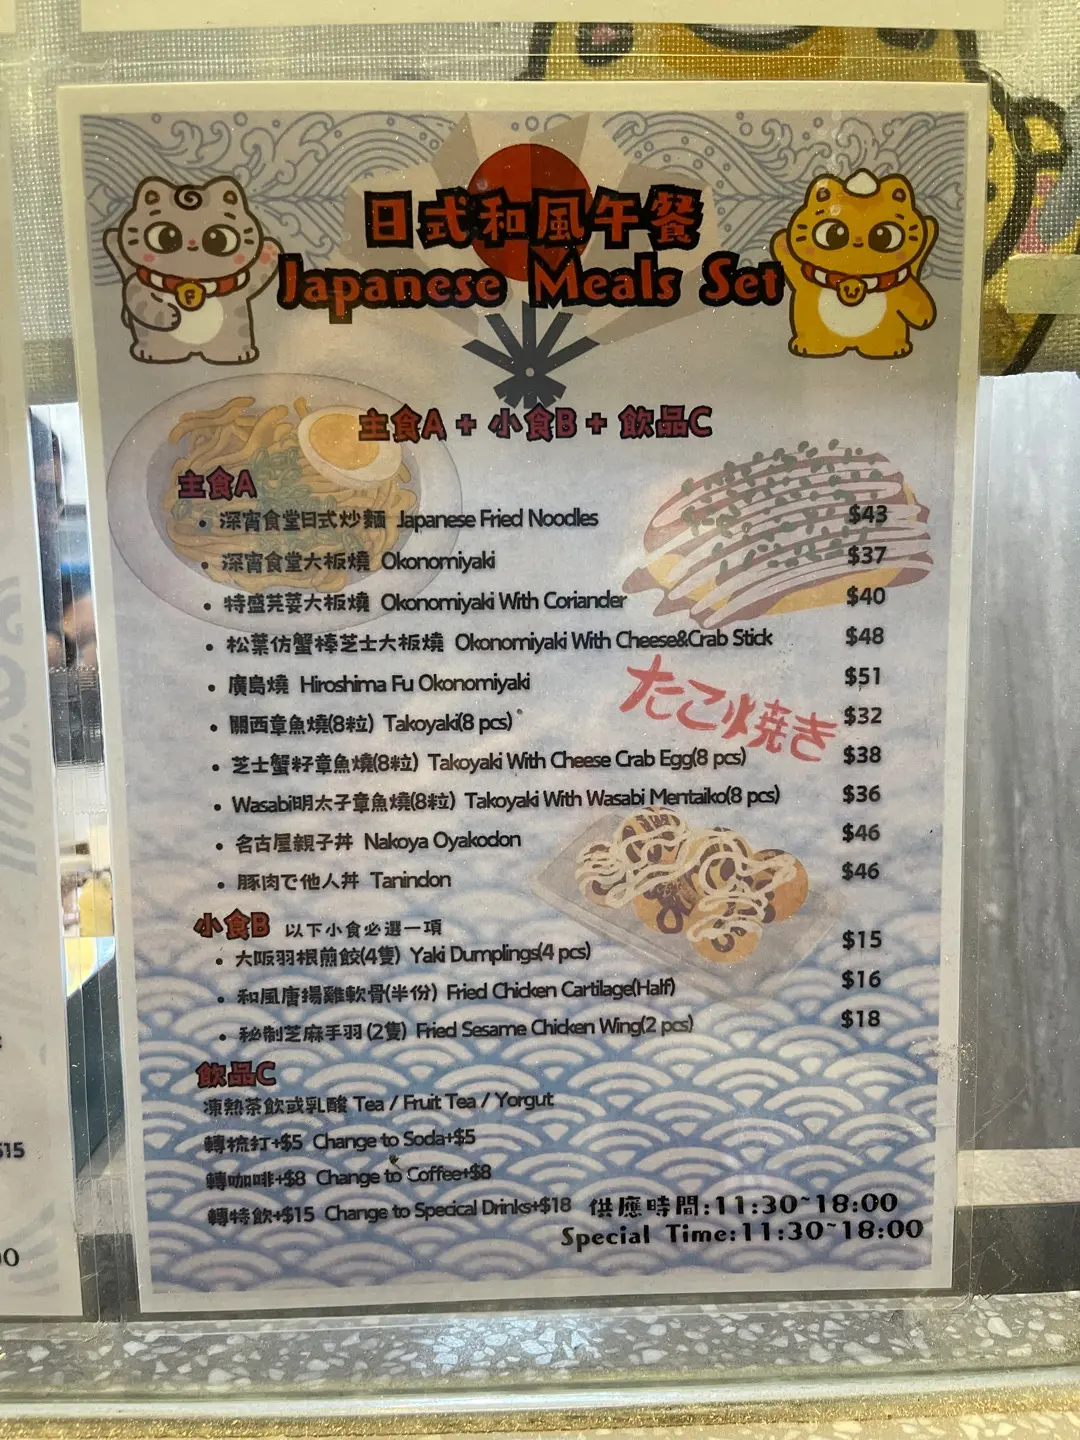 日式和風午餐
Japanese Meals Set
主食A + 小食B + 飲品C
主食A
• 深宵食堂日式炒麵 Japanese Fried Noodles $43
• 深宵食堂大板燒 Okonomiyaki $37
• 特盛芫荽大板燒 Okonomiyaki With Coriander $40
• 松葉仿蟹棒芝士大板燒 Okonomiyaki With Cheese&Crab Stick $48
• 廣島燒 Hiroshima Fu Okonomiyaki $51
• 關西章魚燒(8粒) Takoyaki(8 pcs) $32
たこ焼き
• 芝士蟹籽章魚燒(8粒) Takoyaki With Cheese Crab Egg(8 pcs) $38
• Wasabi明太子章魚燒(8粒) Takoyaki With Wasabi Mentaiko(8 pcs) $36
• 名古屋親子丼 Nakoya Oyakodon $46
• 豚肉で他人丼 Tanindon $46
小食B 以下小食必選一項
• 大阪羽根煎餃(4隻) Yaki Dumplings(4 pcs) $15
• 和風唐揚雞軟骨(半份) Fried Chicken Cartilage(Half) $16
• 秘制芝麻手羽(2隻) Fried Sesame Chicken Wing(2 pcs) $18
飲品C
凍熱茶飲或乳酸 Tea / Fruit Tea / Yorgut
轉梳打+$5 Change to Soda+$5
轉咖啡+$8 Change to Coffee+$8
轉特飲+$15 Change to Specical Drinks+$18
供應時間:11:30~18:00
Special Time:11:30~18:00
$15